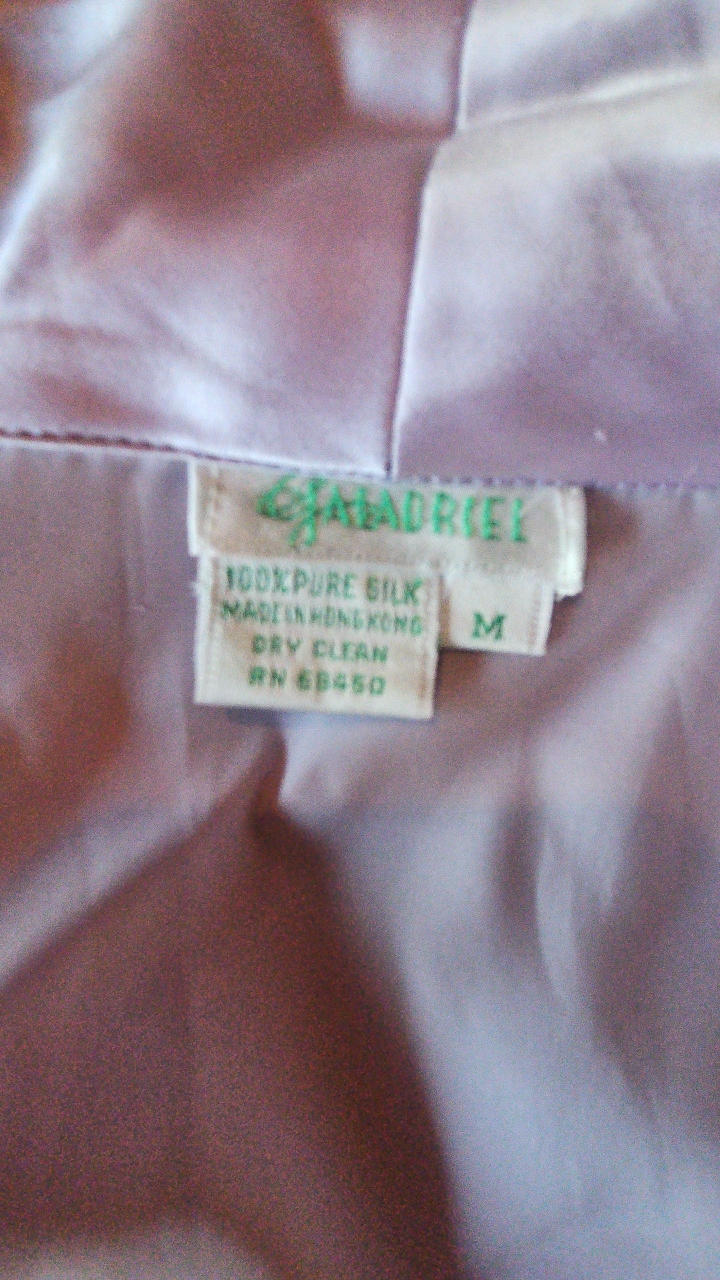 GALADRIEL
100% PURE SILK
MADE IN HONG KONG
DRY CLEAN
RN 68450
M